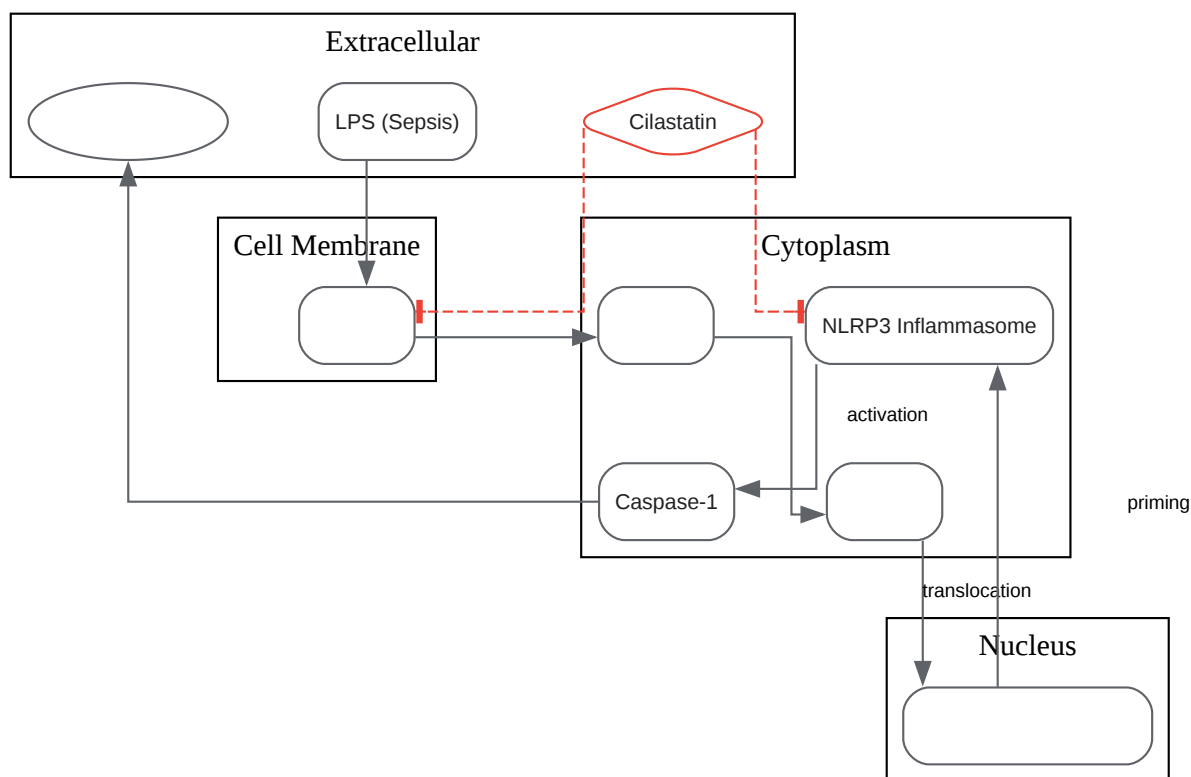 Extracellular
LPS (Sepsis)
Cilastatin
Cell Membrane
Cytoplasm
NLRP3 Inflammasome
activation
Caspase-1
priming
translocation
Nucleus